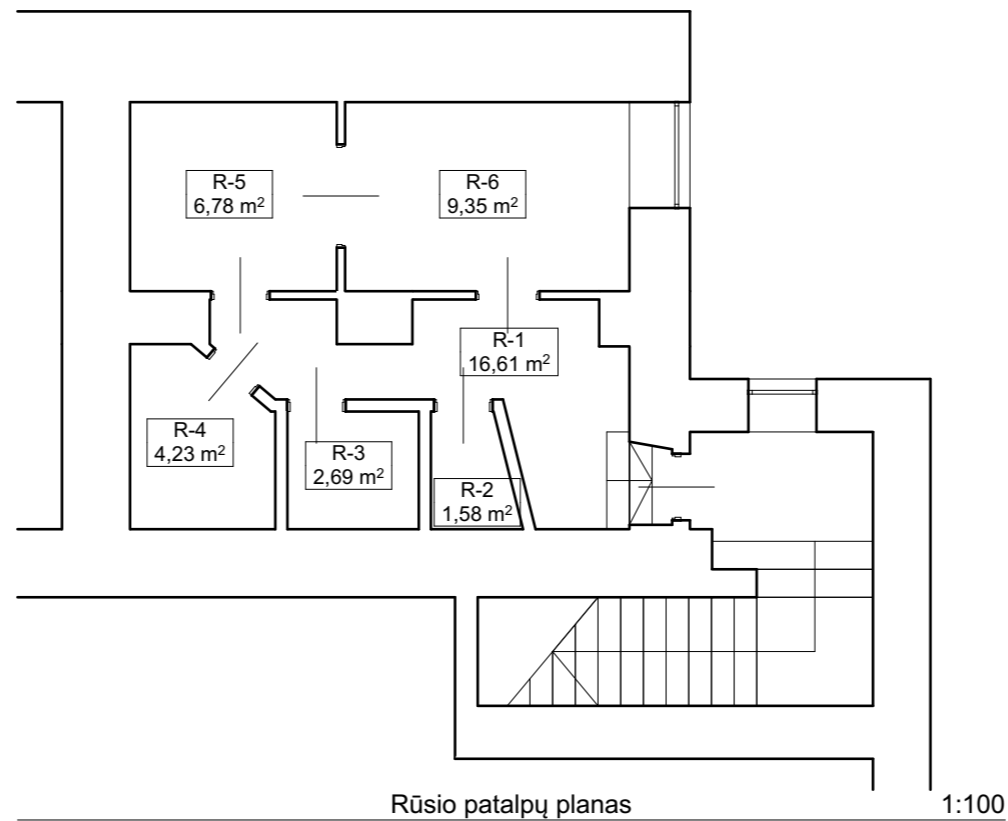 R-5
6,78 m²
R-6
9,35 m²
R-1
16,61 m²
R-4
4,23 m²
R-3
2,69 m²
R-2
1,58 m²
Rūsio patalpų planas 1:100